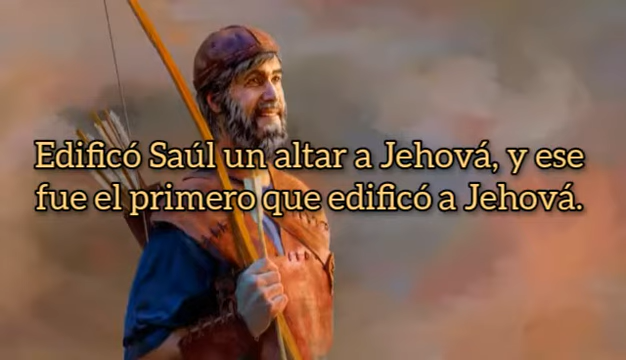 Edificó Saúl un altar a Jehová, y ese
fue el primero que edificó a Jehová.